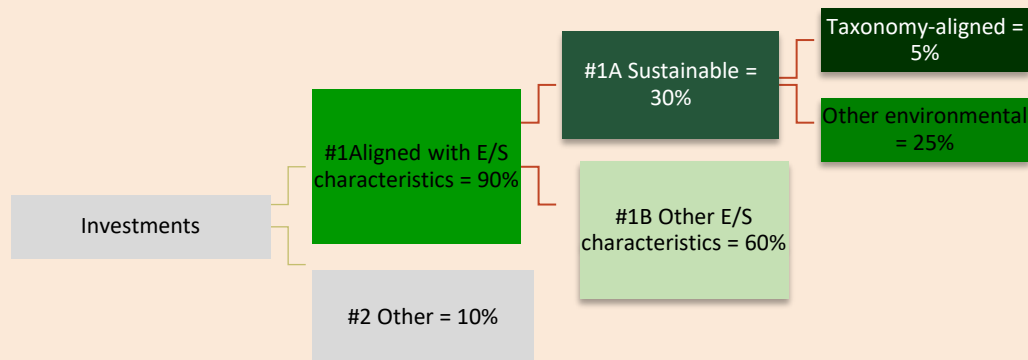 Taxonomy-aligned =
5%
#1A Sustainable =
30%
Other environmental
= 25%
#1Aligned with E/S
characteristics = 90%
#1B Other E/S
characteristics = 60%
Investments
#2 Other = 10%